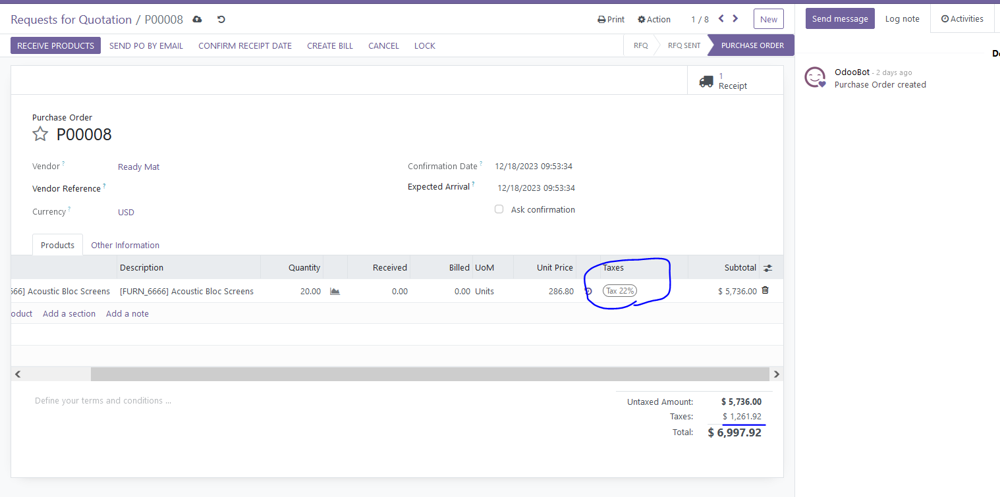 Requests for Quotation / P00008
Print Action 1 / 8 New
Send message Log note Activities
RECEIVE PRODUCTS SEND PO BY EMAIL CONFIRM RECEIPT DATE CREATE BILL CANCEL LOCK
RFQ RFQ SENT PURCHASE ORDER
OdooBot - 2 days ago
Purchase Order created
1
Receipt
Purchase Order
P00008
Vendor ? Ready Mat
Confirmation Date ? 12/18/2023 09:53:34
Vendor Reference ?
Expected Arrival ? 12/18/2023 09:53:34
Currency ? USD
Ask confirmation
Products Other Information
Description Quantity Received Billed UoM Unit Price Taxes Subtotal
666] Acoustic Bloc Screens [FURN_6666] Acoustic Bloc Screens 20.00 0.00 0.00 Units 286.80 Tax 22% $ 5,736.00
oduct Add a section Add a note
Define your terms and conditions ...
Untaxed Amount: $ 5,736.00
Taxes: $ 1,261.92
Total: $ 6,997.92